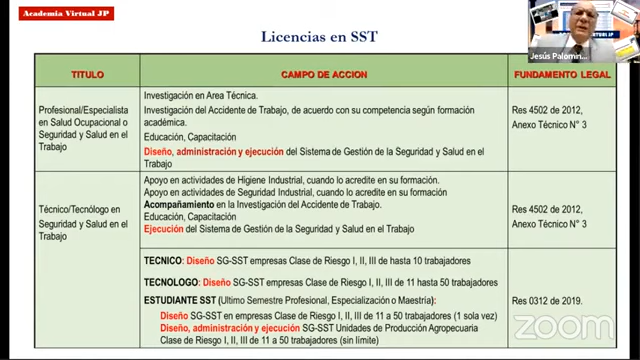 Academia Virtual JP
Jesús Palomin...
Licencias en SST
TITULO
CAMPO DE ACCION
FUNDAMENTO LEGAL
Profesional/Especialista
en Salud Ocupacional o
Seguridad y Salud en el
Trabajo
Investigación en Area Técnica.
Investigación del Accidente de Trabajo, de acuerdo con su competencia según formación
académica.
Educación, Capacitación
Diseño, administración y ejecución del Sistema de Gestión de la Seguridad y Salud en el
Trabajo
Res 4502 de 2012,
Anexo Técnico N° 3
Técnico/Tecnólogo en
Seguridad y Salud en el
Trabajo
Apoyo en actividades de Higiene Industrial, cuando lo acredite en su formación.
Apoyo en actividades de Seguridad Industrial, cuando lo acredite en su formación
Acompañamiento en la Investigación del Accidente de Trabajo.
Educación, Capacitación
Ejecución del Sistema de Gestión de la Seguridad y Salud en el Trabajo
Res 4502 de 2012,
Anexo Técnico N° 3
TECNICO: Diseño SG-SST empresas Clase de Riesgo I, II, III de hasta 10 trabajadores
TECNOLOGO: Diseño SG-SST empresas Clase de Riesgo I, II, III de 11 hasta 50 trabajadores
ESTUDIANTE SST (Ultimo Semestre Profesional, Especialización o Maestría):
Diseño SG-SST en empresas Clase de Riesgo I, II, III de 11 a 50 trabajadores (1 sola vez)
Diseño, administración y ejecución SG-SST Unidades de Producción Agropecuaria
Clase de Riesgo I, II, III de 11 a 50 trabajadores (sin límite)
Res 0312 de 2019.
zoom